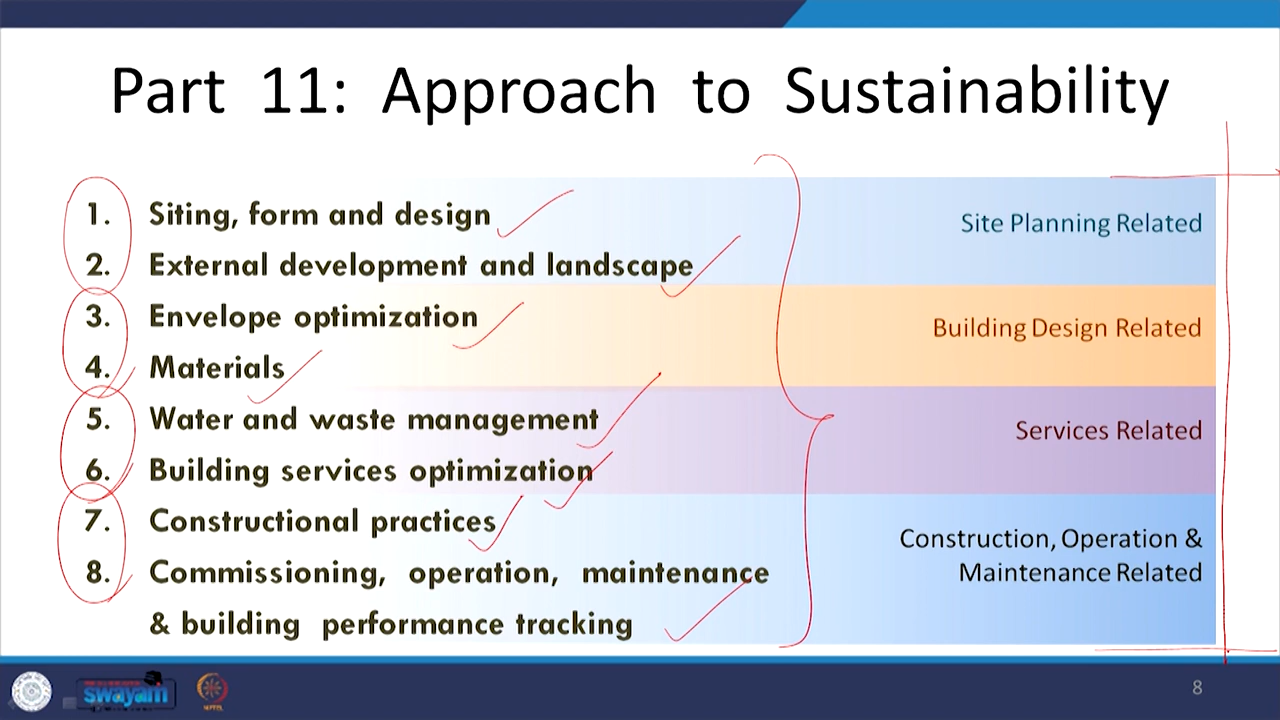 Part 11: Approach to Sustainability
1. Siting, form and design
2. External development and landscape
Site Planning Related
3. Envelope optimization
4. Materials
Building Design Related
5. Water and waste management
6. Building services optimization
Services Related
7. Constructional practices
8. Commissioning, operation, maintenance
& building performance tracking
Construction, Operation &
Maintenance Related
swayam
8